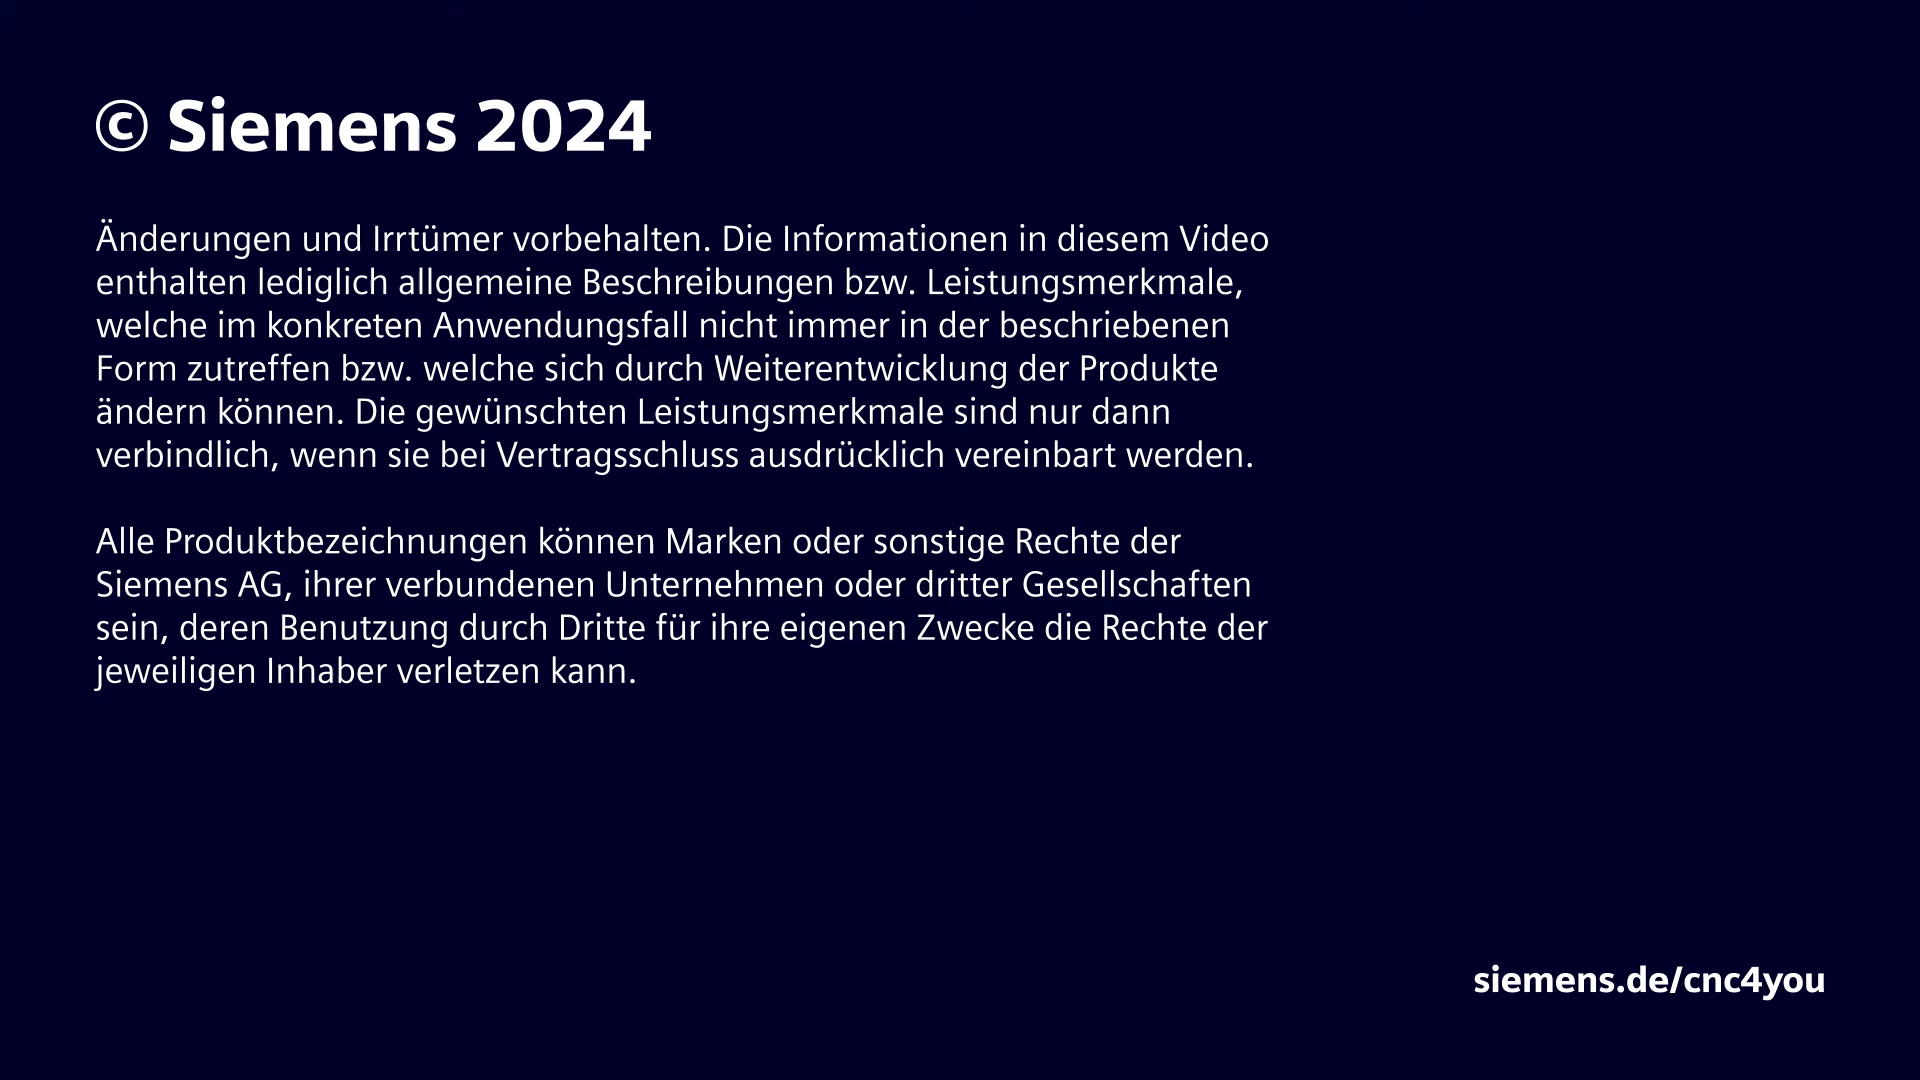 © Siemens 2024
Änderungen und Irrtümer vorbehalten. Die Informationen in diesem Video
enthalten lediglich allgemeine Beschreibungen bzw. Leistungsmerkmale,
welche im konkreten Anwendungsfall nicht immer in der beschriebenen
Form zutreffen bzw. welche sich durch Weiterentwicklung der Produkte
ändern können. Die gewünschten Leistungsmerkmale sind nur dann
verbindlich, wenn sie bei Vertragsschluss ausdrücklich vereinbart werden.
Alle Produktbezeichnungen können Marken oder sonstige Rechte der
Siemens AG, ihrer verbundenen Unternehmen oder dritter Gesellschaften
sein, deren Benutzung durch Dritte für ihre eigenen Zwecke die Rechte der
jeweiligen Inhaber verletzen kann.
siemens.de/cnc4you